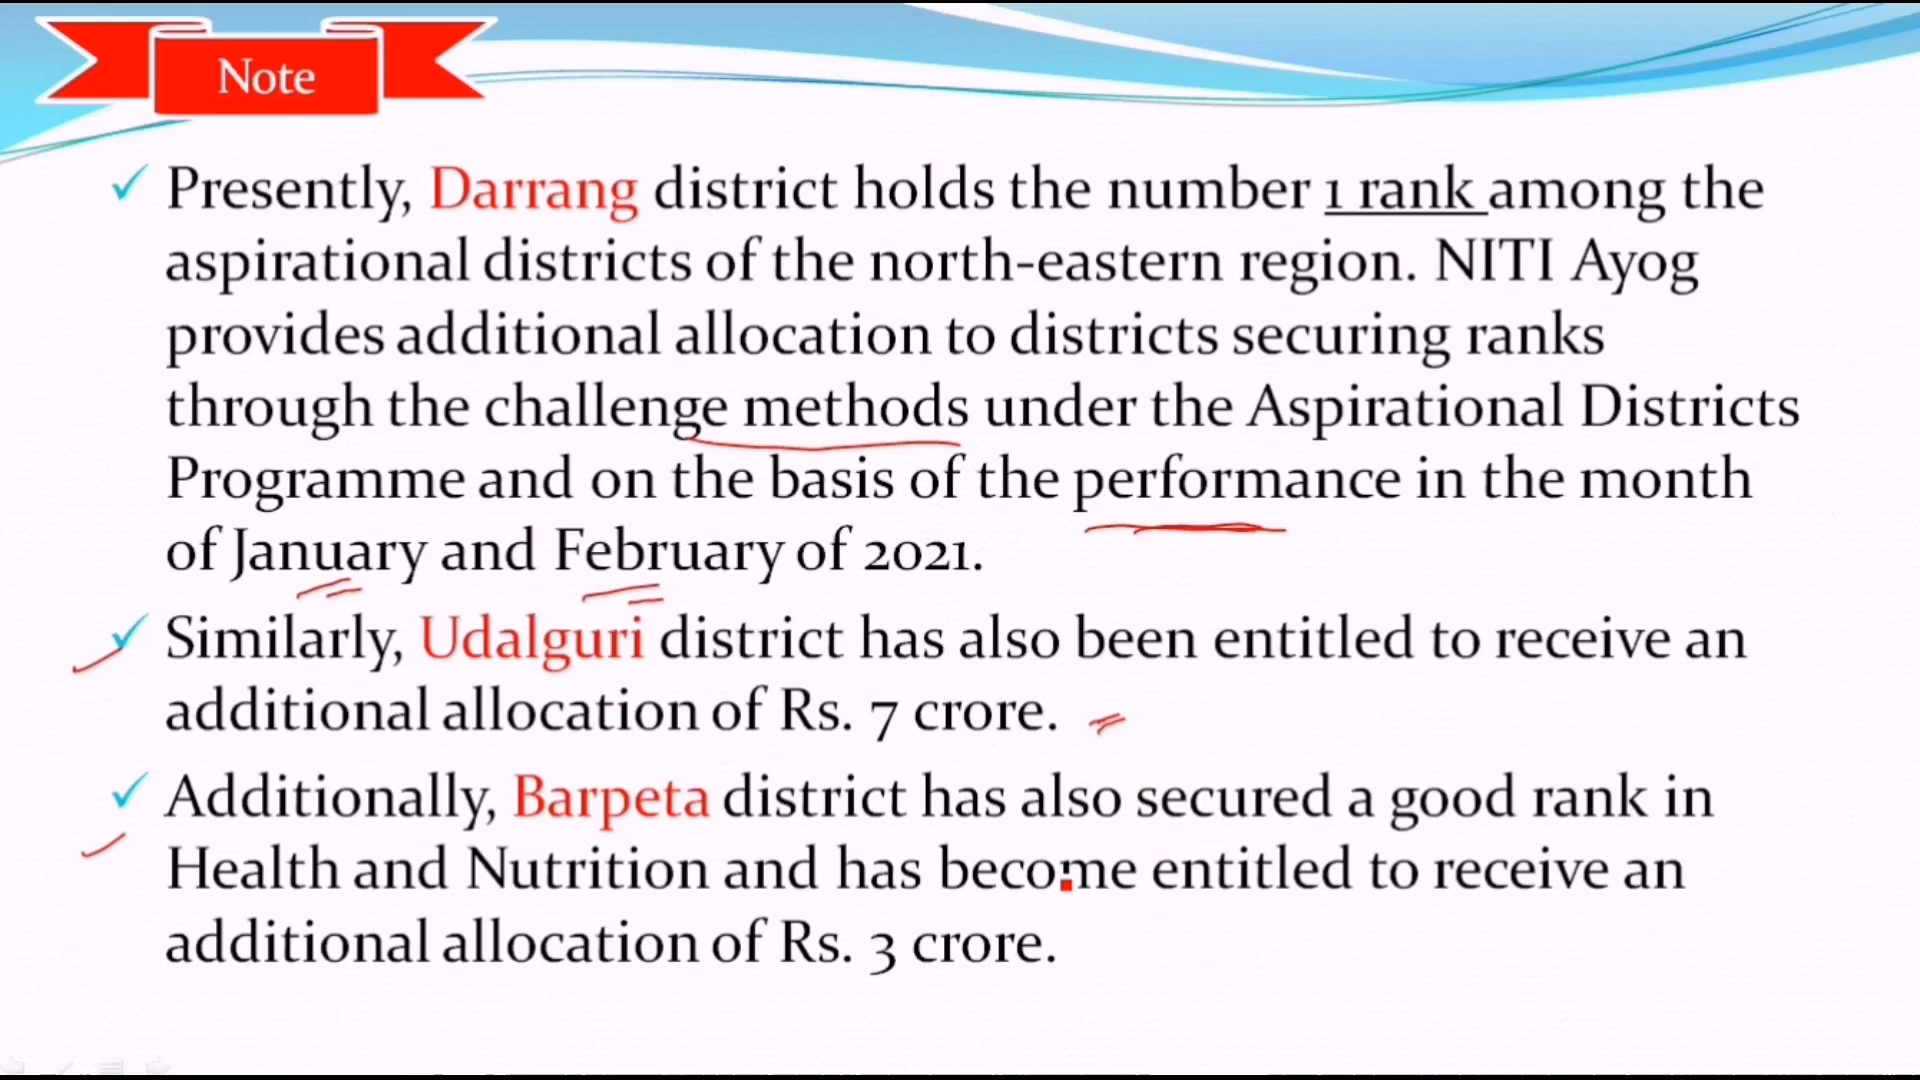 Note
Presently, Darrang district holds the number 1 rank among the
aspirational districts of the north-eastern region. NITI Ayog
provides additional allocation to districts securing ranks
through the challenge methods under the Aspirational Districts
Programme and on the basis of the performance in the month
of January and February of 2021.
Similarly, Udalguri district has also been entitled to receive an
additional allocation of Rs. 7 crore.
Additionally, Barpeta district has also secured a good rank in
Health and Nutrition and has become entitled to receive an
additional allocation of Rs. 3 crore.